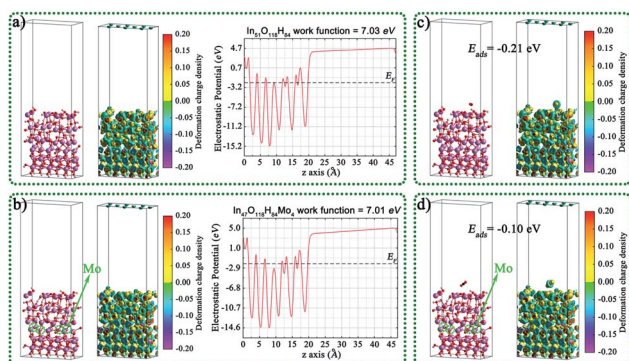 a)
0.20
0.15
0.10
0.05
0.00
-0.05
-0.10
-0.15
-0.20
Deformation charge density
In₅₁O₁₁₈H₈₄ work function = 7.03 eV
Electrostatic Potential (eV)
4.7
0.7
-3.2
-7.2
-11.2
-15.2
E_F
0 5 10 15 20 25 30 35 40 45
z axis (Å)
c)
E_ads = -0.21 eV
0.20
0.15
0.10
0.05
0.00
-0.05
-0.10
-0.15
-0.20
Deformation charge density
b)
Mo
0.20
0.15
0.10
0.05
0.00
-0.05
-0.10
-0.15
-0.20
Deformation charge density
In₄₇O₁₁₈H₈₄Mo₄ work function = 7.01 eV
Electrostatic Potential (eV)
5.0
1.0
-2.9
-6.8
-10.7
-14.6
E_F
0 5 10 15 20 25 30 35 40 45
z axis (Å)
d)
E_ads = -0.10 eV
Mo
0.20
0.15
0.10
0.05
0.00
-0.05
-0.10
-0.15
-0.20
Deformation charge density